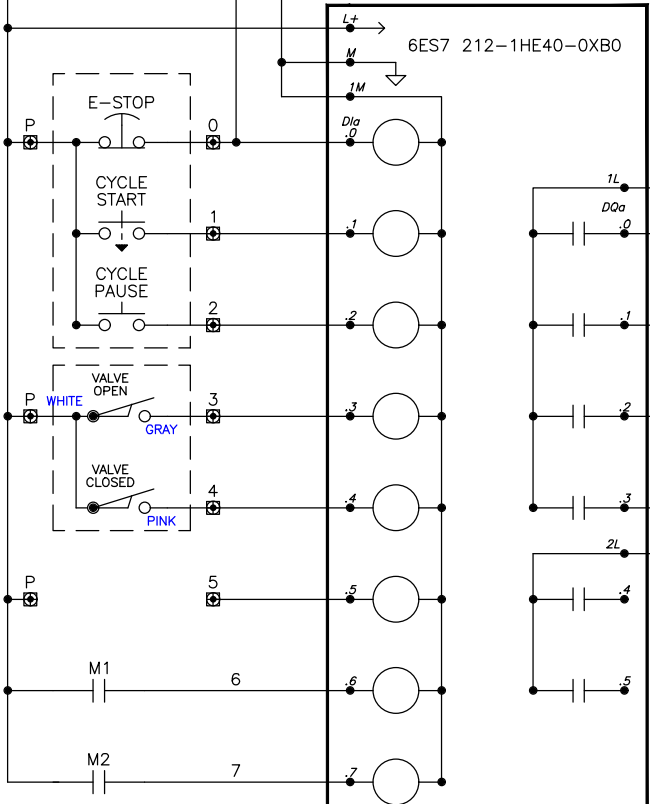 L+
6ES7 212-1HE40-0XB0
M
1M
E-STOP
P
0
DIa
.0
CYCLE
START
1
.1
1L
DQa
.0
CYCLE
PAUSE
2
.2
.1
VALVE
OPEN
P
WHITE
3
.3
.2
GRAY
VALVE
CLOSED
4
.4
.3
PINK
2L
P
5
.5
.4
M1
6
.6
.5
M2
7
.7